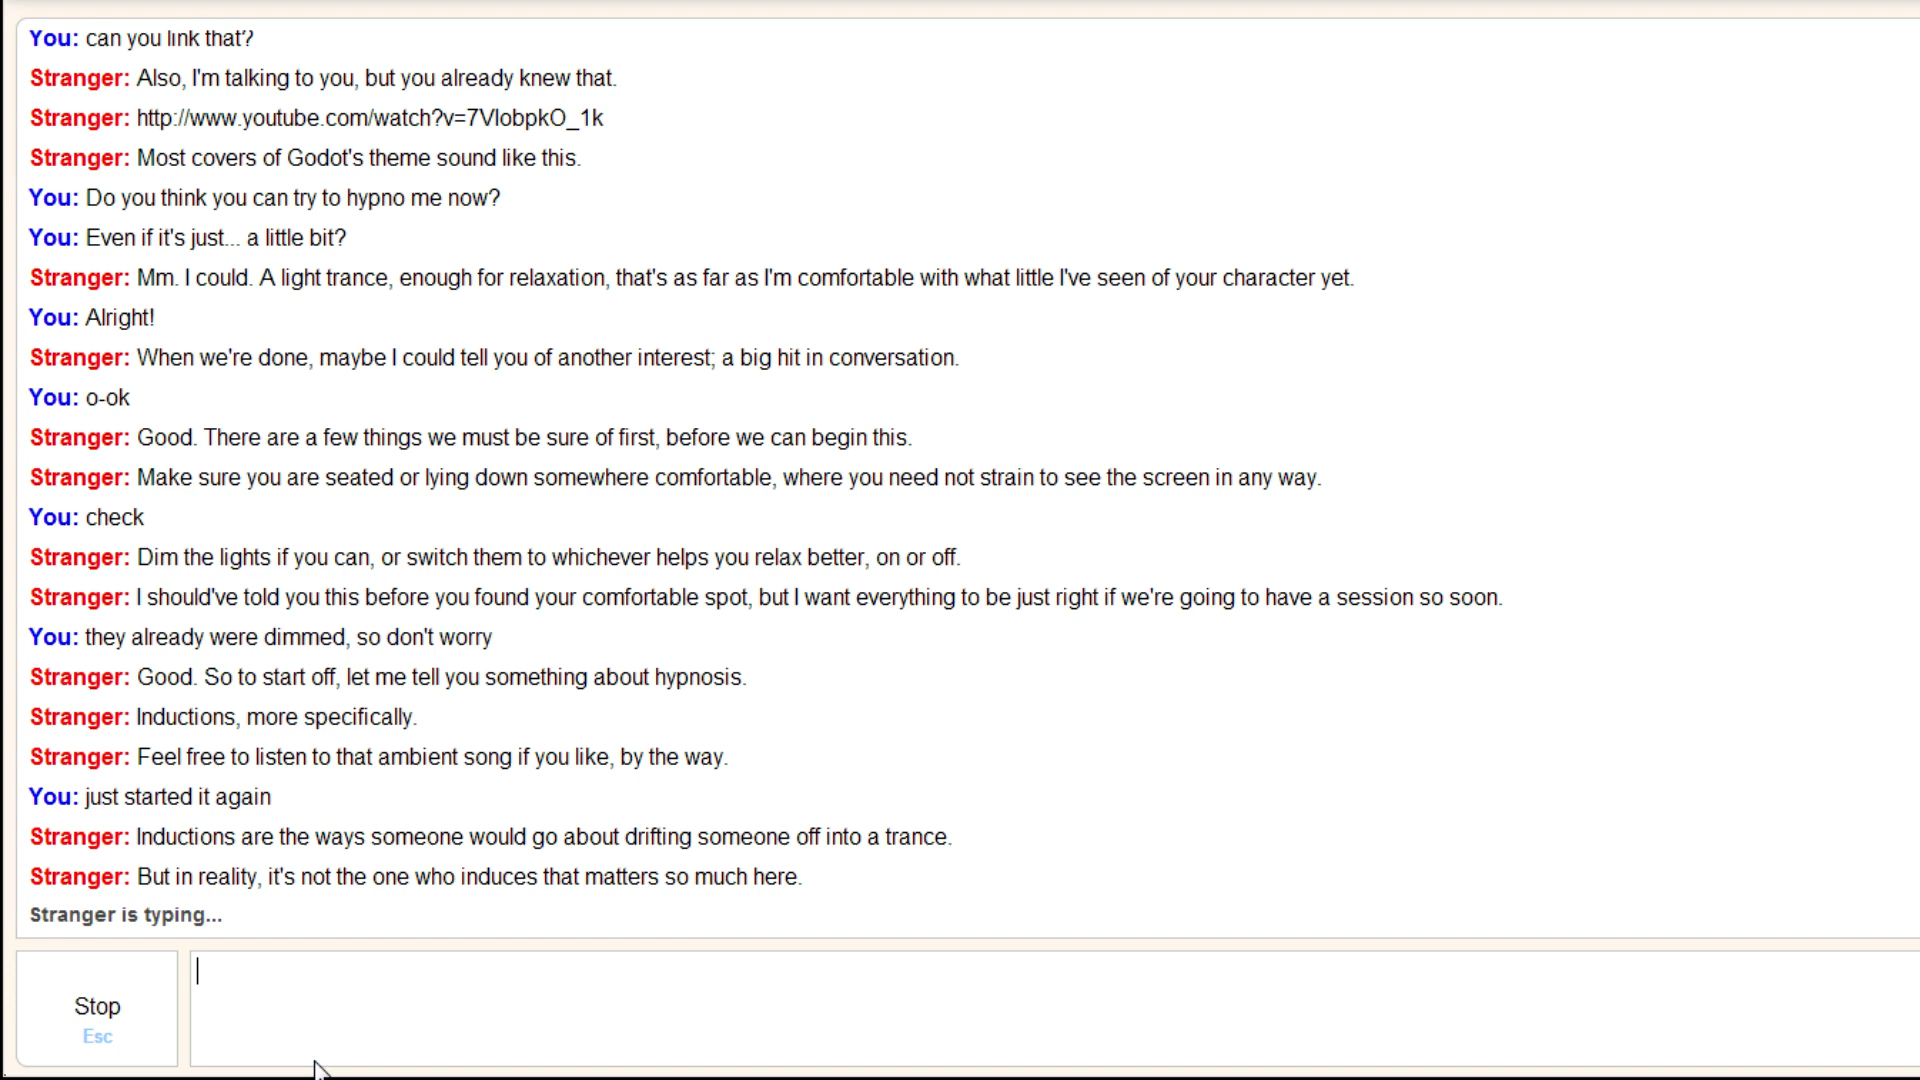 You: can you link that?
Stranger: Also, I'm talking to you, but you already knew that.
Stranger: http://www.youtube.com/watch?v=7VlobpkO_1k
Stranger: Most covers of Godot's theme sound like this.
You: Do you think you can try to hypno me now?
You: Even if it's just... a little bit?
Stranger: Mm. I could. A light trance, enough for relaxation, that's as far as I'm comfortable with what little I've seen of your character yet.
You: Alright!
Stranger: When we're done, maybe I could tell you of another interest; a big hit in conversation.
You: o-ok
Stranger: Good. There are a few things we must be sure of first, before we can begin this.
Stranger: Make sure you are seated or lying down somewhere comfortable, where you need not strain to see the screen in any way.
You: check
Stranger: Dim the lights if you can, or switch them to whichever helps you relax better, on or off.
Stranger: I should've told you this before you found your comfortable spot, but I want everything to be just right if we're going to have a session so soon.
You: they already were dimmed, so don't worry
Stranger: Good. So to start off, let me tell you something about hypnosis.
Stranger: Inductions, more specifically.
Stranger: Feel free to listen to that ambient song if you like, by the way.
You: just started it again
Stranger: Inductions are the ways someone would go about drifting someone off into a trance.
Stranger: But in reality, it's not the one who induces that matters so much here.
Stranger is typing...
Stop
Esc